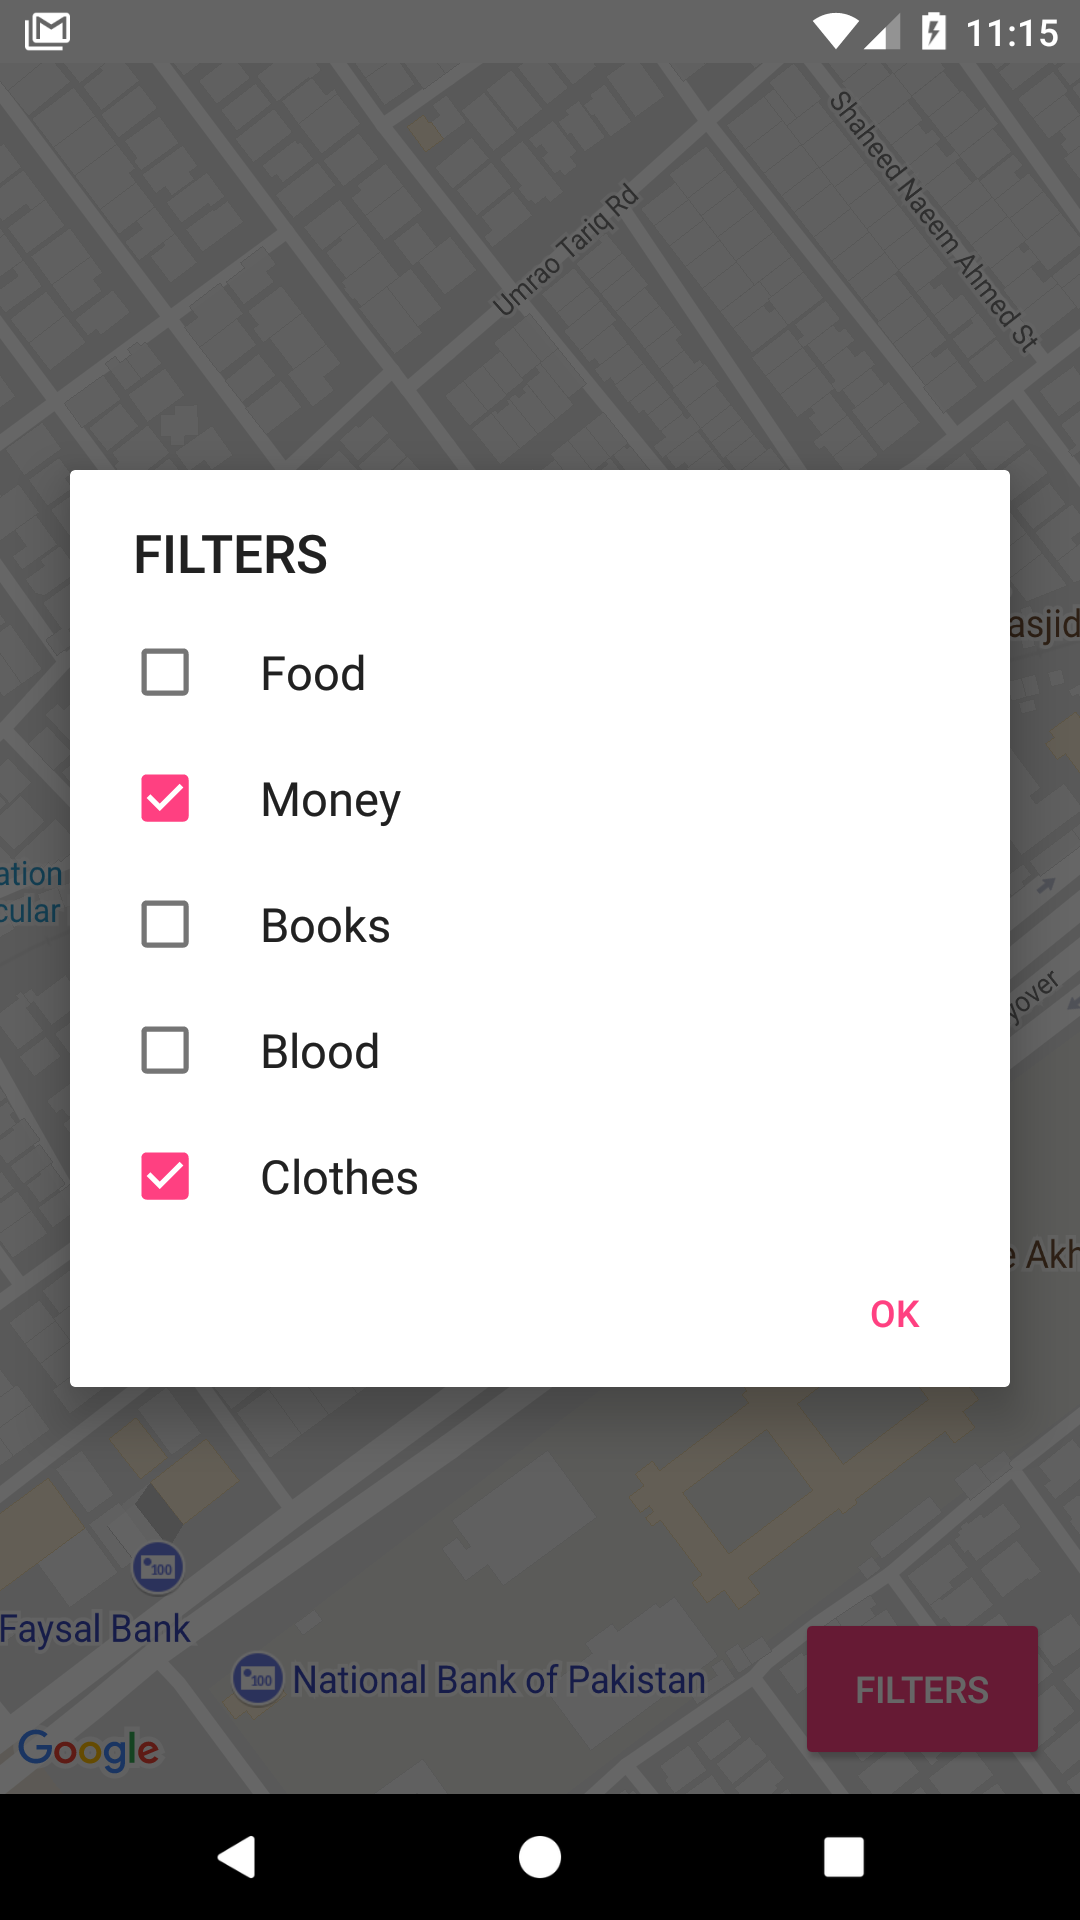 11:15
Shaheed Naeem Ahmed St
Umrao Tariq Rd
FILTERS
asjid
Food
Money
ation
cular
Books
yover
Blood
Clothes
e Akh
OK
100
Faysal Bank
100
National Bank of Pakistan
FILTERS
Google